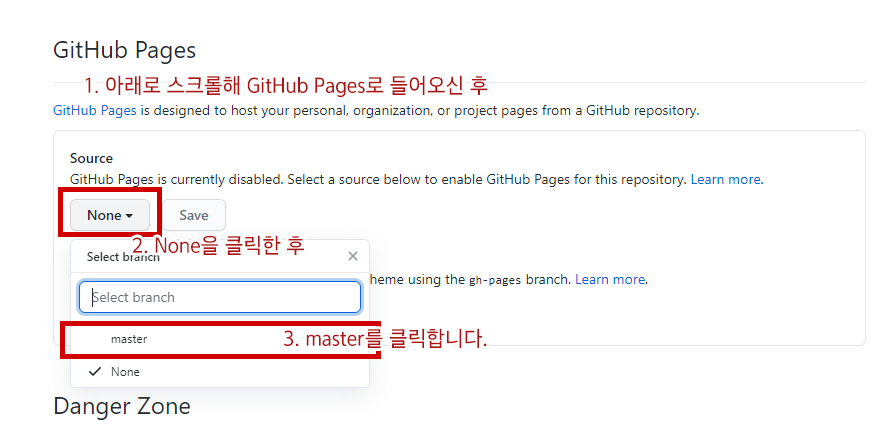 GitHub Pages
1. 아래로 스크롤해 GitHub Pages로 들어오신 후
GitHub Pages is designed to host your personal, organization, or project pages from a GitHub repository.
Source
GitHub Pages is currently disabled. Select a source below to enable GitHub Pages for this repository. Learn more.
None
Save
2. None을 클릭한 후
Select branch
heme using the gh-pages branch. Learn more.
Select branch
master
3. master를 클릭합니다.
None
Danger Zone